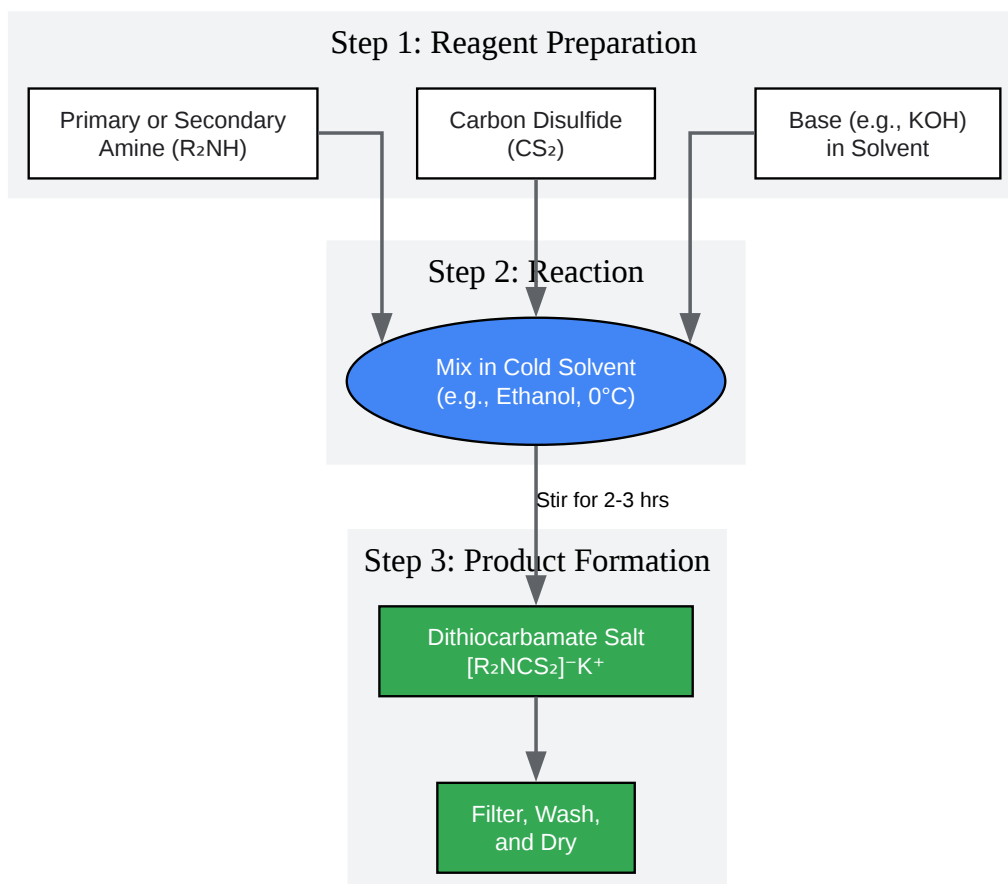 Step 1: Reagent Preparation
Primary or Secondary
Amine (R₂NH)
Carbon Disulfide
(CS₂)
Base (e.g., KOH)
in Solvent
Step 2: Reaction
Mix in Cold Solvent
(e.g., Ethanol, 0°C)
Stir for 2-3 hrs
Step 3: Product Formation
Dithiocarbamate Salt
[R₂NCS₂]⁻K⁺
Filter, Wash,
and Dry